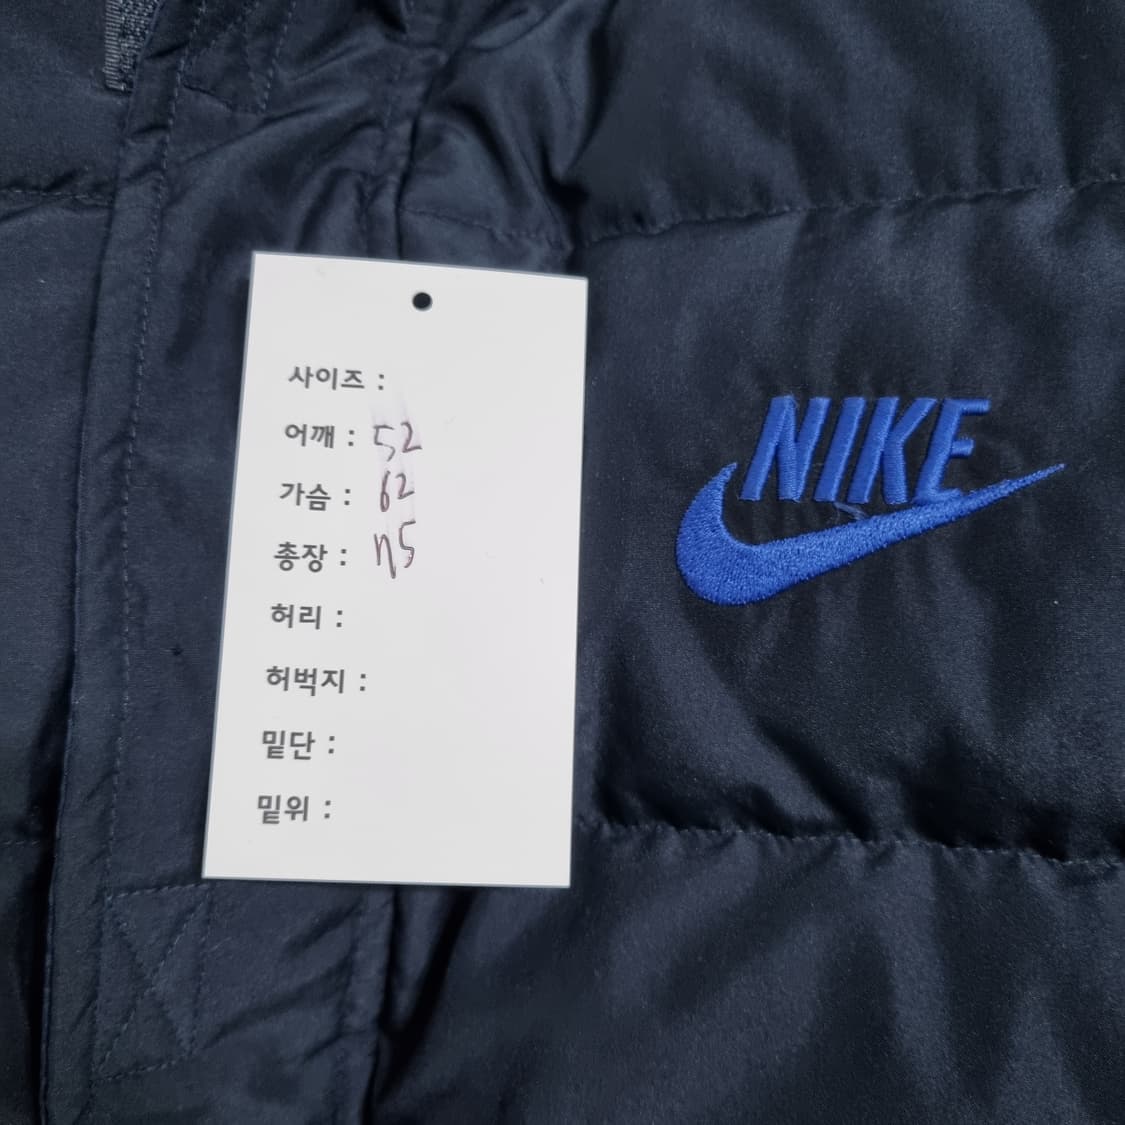 사이즈 :
어깨 : 52
가슴 : 62
총장 : 75
허리 :
허벅지 :
밑단 :
밑위 :
NIKE